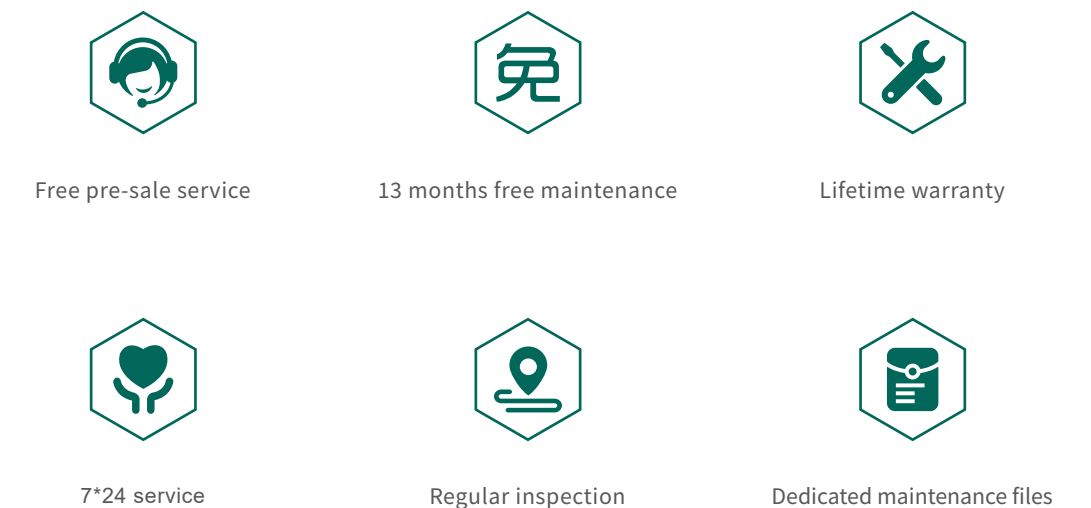 免
Free pre-sale service
13 months free maintenance
Lifetime warranty
7*24 service
Regular inspection
Dedicated maintenance files